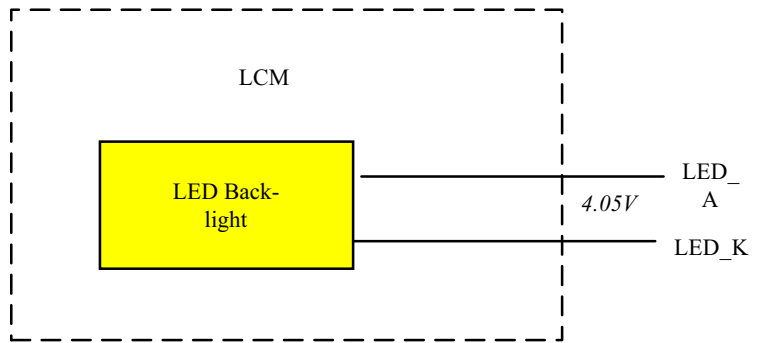 LCM
LED Back-
light
LED_
A
4.05V
LED_K